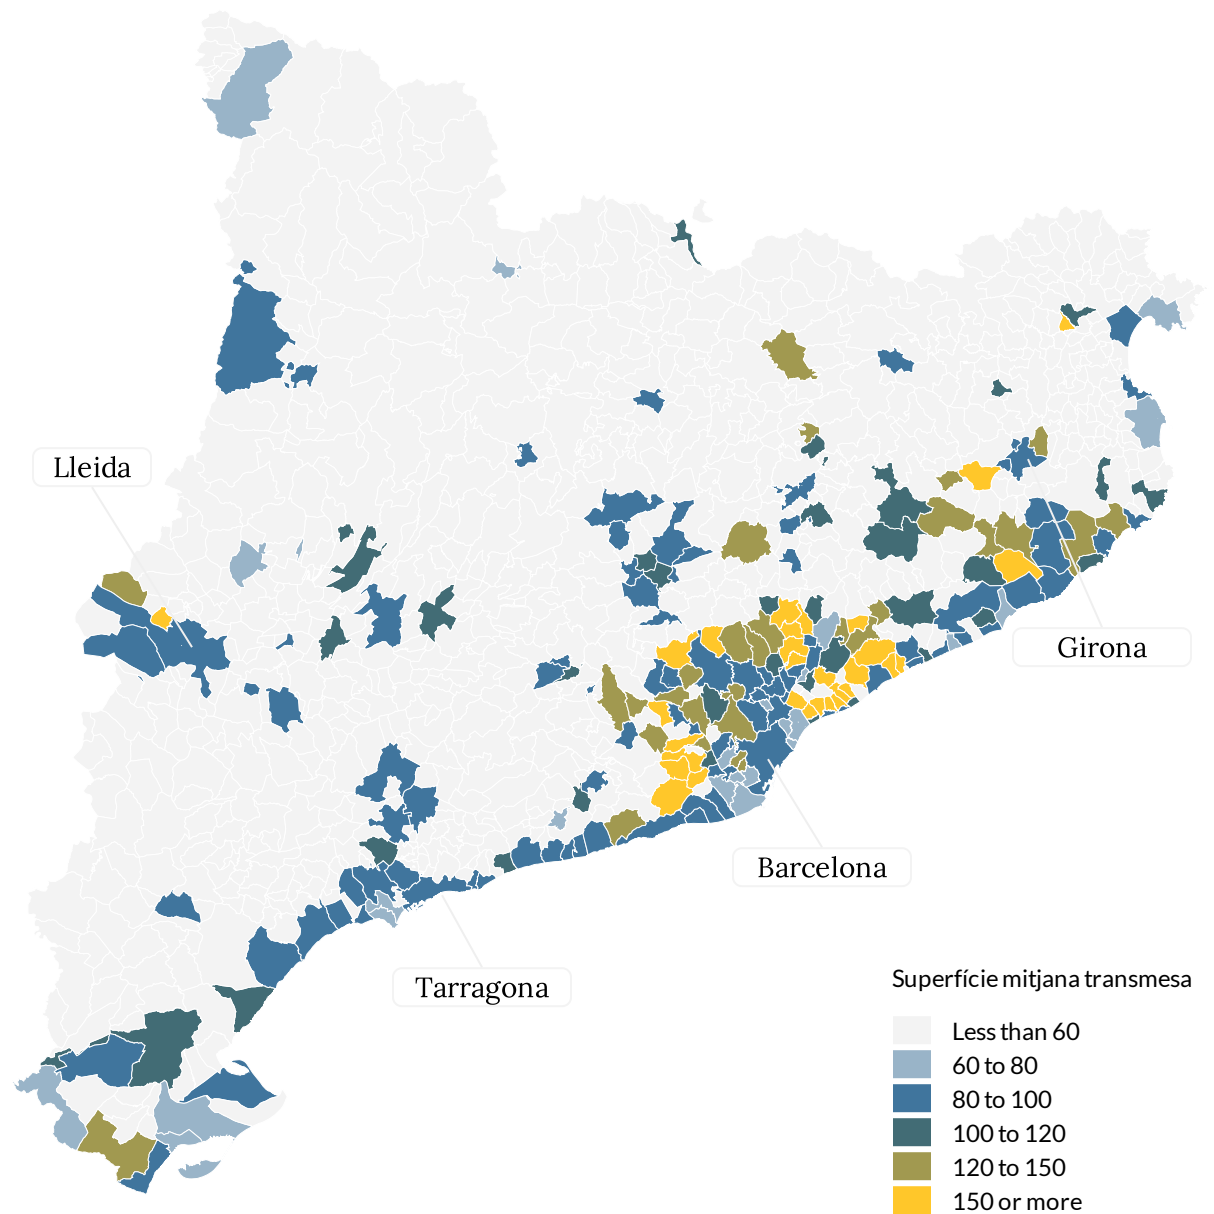 Lleida
Girona
Barcelona
Tarragona
Superfície mitjana transmesa
Less than 60
60 to 80
80 to 100
100 to 120
120 to 150
150 or more